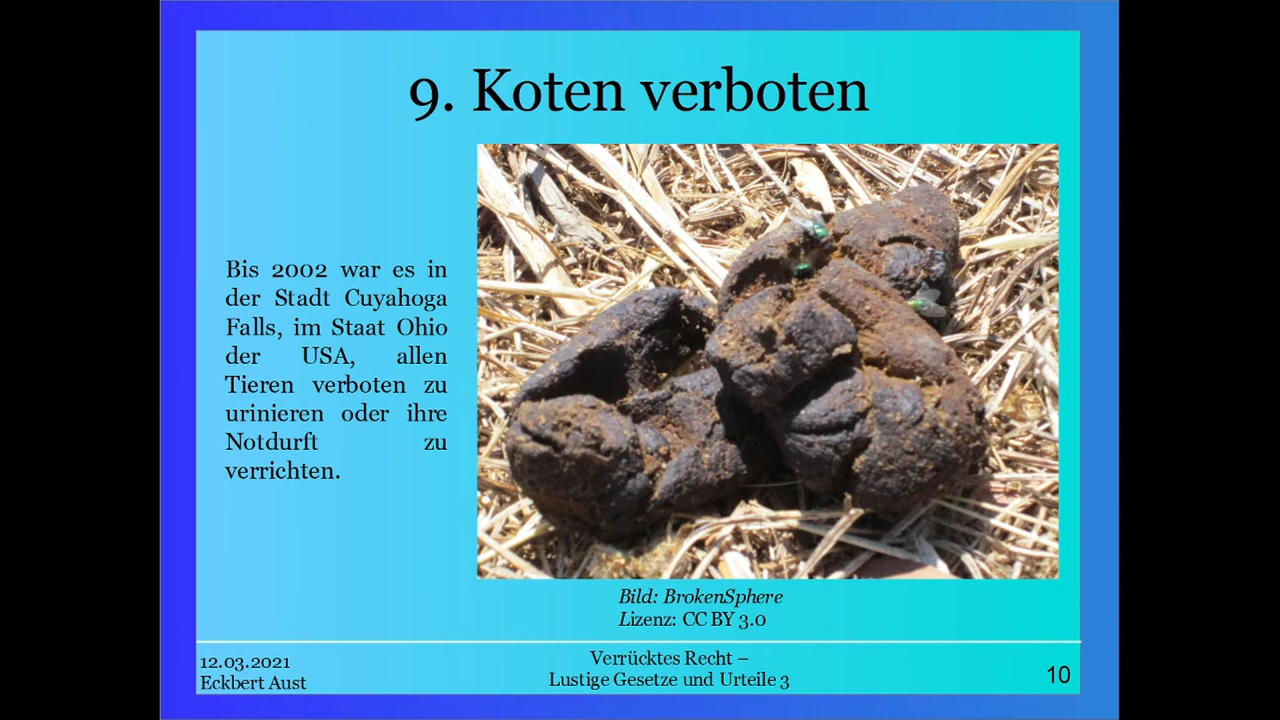 9. Koten verboten
Bis 2002 war es in
der Stadt Cuyahoga
Falls, im Staat Ohio
der USA, allen
Tieren verboten zu
urinieren oder ihre
Notdurft zu
verrichten.
Bild: BrokenSphere
Lizenz: CC BY 3.0
12.03.2021
Eckbert Aust
Verrücktes Recht –
Lustige Gesetze und Urteile 3
10